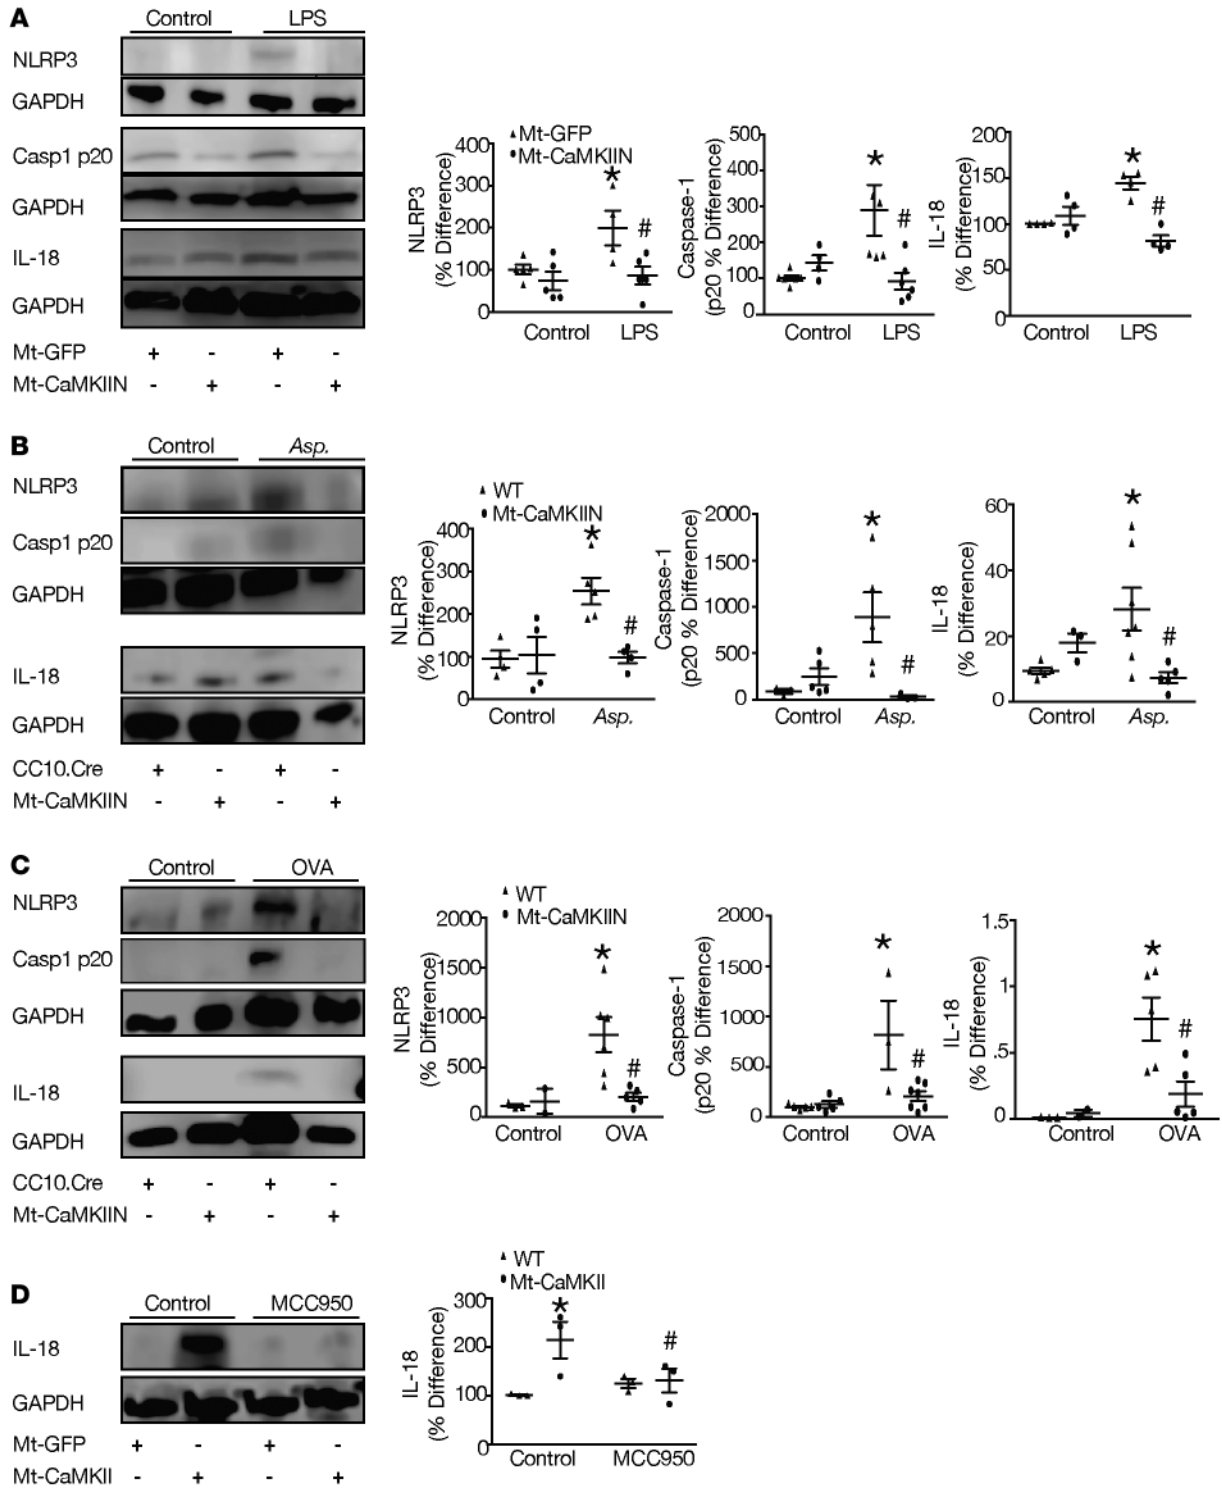 A
Control LPS
NLRP3
GAPDH
Casp1 p20
GAPDH
IL-18
GAPDH
Mt-GFP + - + -
Mt-CaMKIIN - + - +
Mt-GFP
Mt-CaMKIIN
NLRP3
(% Difference)
400
300
200
100
0
*
#
Control LPS
Caspase-1
(p20 % Difference)
500
400
300
200
100
0
*
#
Control LPS
IL-18
(% Difference)
200
150
100
50
0
*
#
Control LPS
B
Control Asp.
NLRP3
Casp1 p20
GAPDH
IL-18
GAPDH
CC10.Cre + - + -
Mt-CaMKIIN - + - +
WT
Mt-CaMKIIN
NLRP3
(% Difference)
400
300
200
100
0
*
#
Control Asp.
Caspase-1
(p20 % Difference)
2000
1500
1000
500
0
*
#
Control Asp.
IL-18
(% Difference)
60
40
20
0
*
#
Control Asp.
C
Control OVA
NLRP3
Casp1 p20
GAPDH
IL-18
GAPDH
CC10.Cre + - + -
Mt-CaMKIIN - + - +
WT
Mt-CaMKIIN
NLRP3
(% Difference)
2000
1500
1000
500
0
*
#
Control OVA
Caspase-1
(p20 % Difference)
2000
1500
1000
500
0
*
#
Control OVA
IL-18
(% Difference)
1.5
1
.5
0
*
#
Control OVA
D
Control MCC950
IL-18
GAPDH
Mt-GFP + - + -
Mt-CaMKII - + - +
WT
Mt-CaMKII
IL-18
(% Difference)
300
200
100
0
*
#
Control MCC950